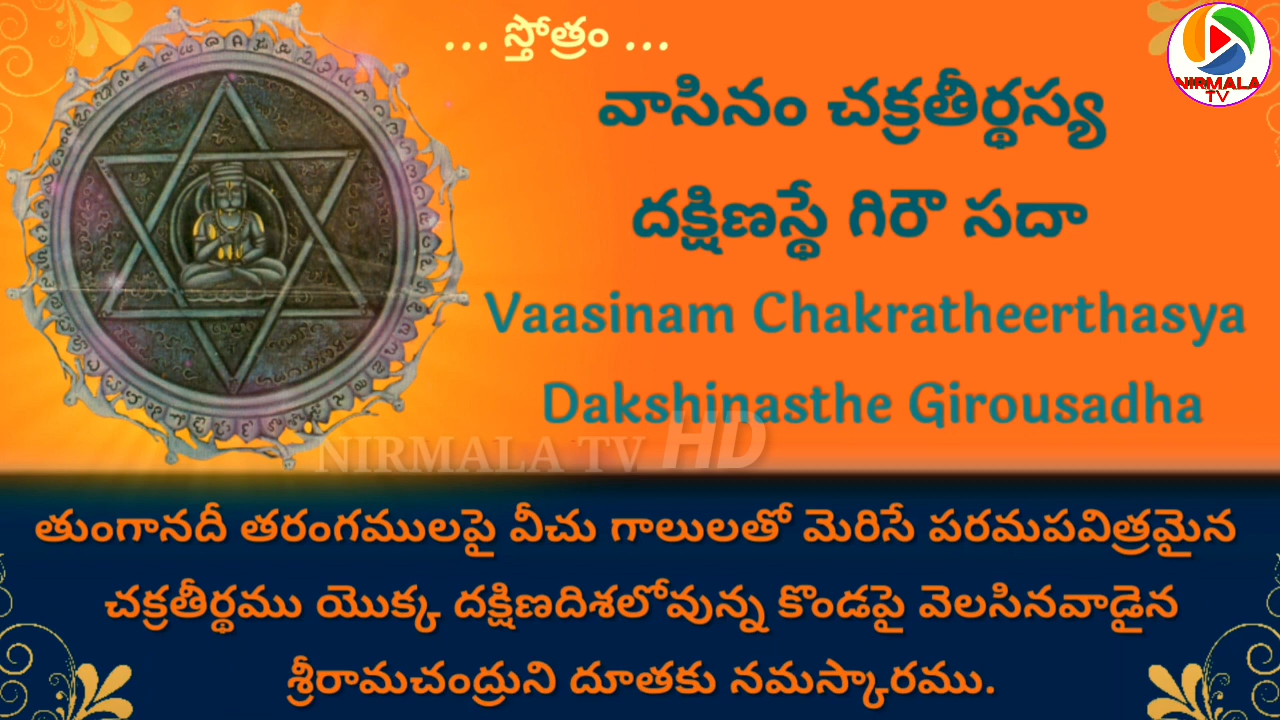 ... స్తోత్రం ...
NIRMALA
TV
వాసినం చక్రతీర్థస్య
దక్షిణస్థే గిరౌ సదా
Vaasinam Chakratheerthasya
Dakshinasthe Girousadha
NIRMALA TV HD
తుంగానదీ తరంగములపై వీచు గాలులతో మెరిసే పరమపవిత్రమైన
చక్రతీర్థము యొక్క దక్షిణదిశలోవున్న కొండపై వెలసినవాడైన
శ్రీరామచంద్రుని దూతకు నమస్కారము.